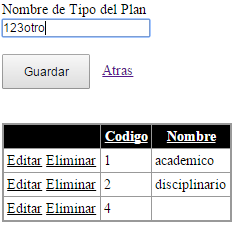 Nombre de Tipo del Plan
123otro
Guardar Atras
Codigo Nombre
Editar Eliminar 1 academico
Editar Eliminar 2 disciplinario
Editar Eliminar 4